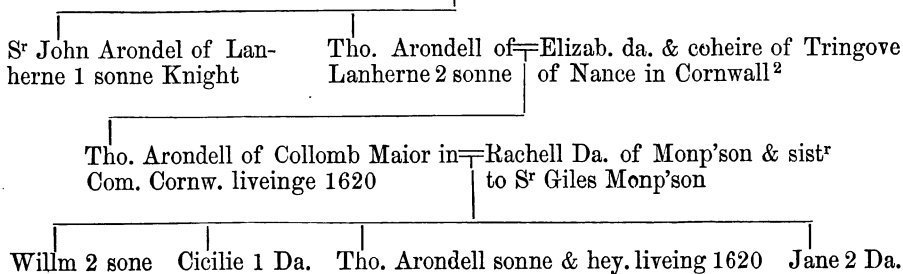 Sʳ John Arondel of Lan-
herne 1 sonne Knight
Tho. Arondell of
Lanherne 2 sonne
Elizab. da. & coheire of Tringove
of Nance in Cornwall²
Tho. Arondell of Collomb Maior in
Com. Cornw. liveinge 1620
Rachell Da. of Monp'son & sistʳ
to Sʳ Giles Monp'son
Willm 2 sone
Cicilie 1 Da.
Tho. Arondell sonne & hey. liveing 1620
Jane 2 Da.